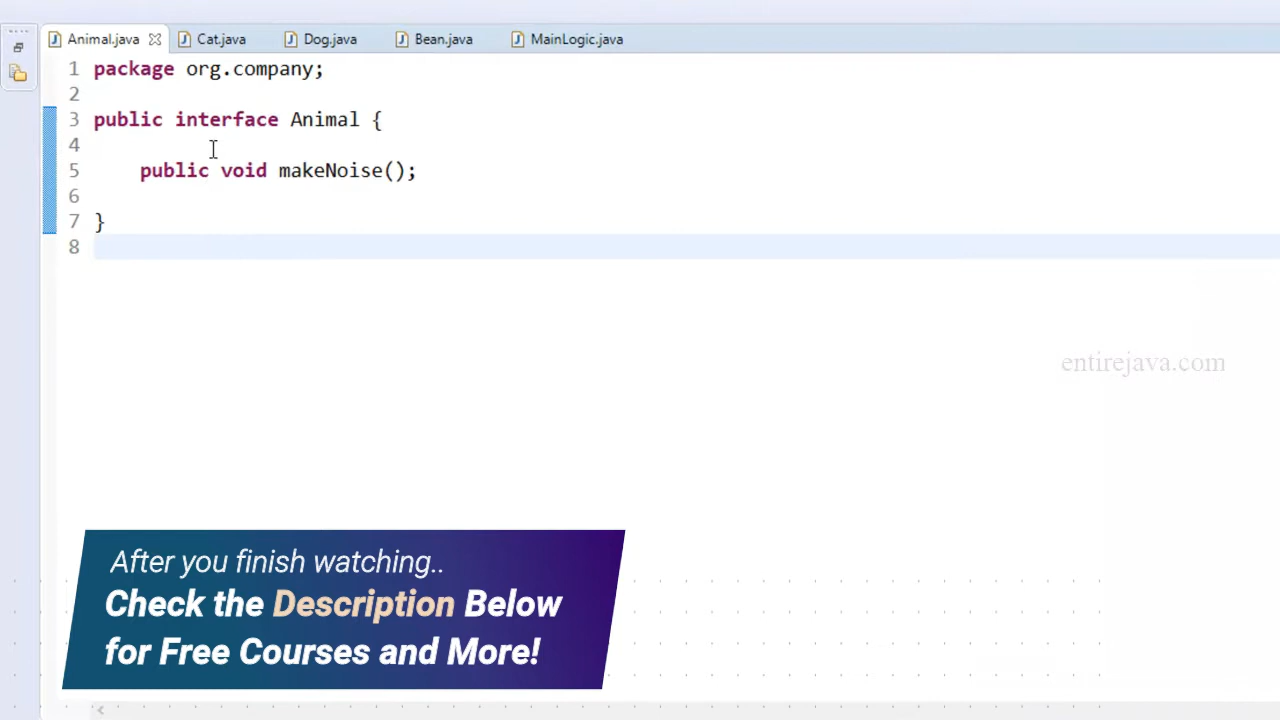 Animal.java Cat.java Dog.java Bean.java MainLogic.java
1 package org.company;
2
3 public interface Animal {
4
5 public void makeNoise();
6
7 }
8
entirejava.com
After you finish watching..
Check the Description Below
for Free Courses and More!